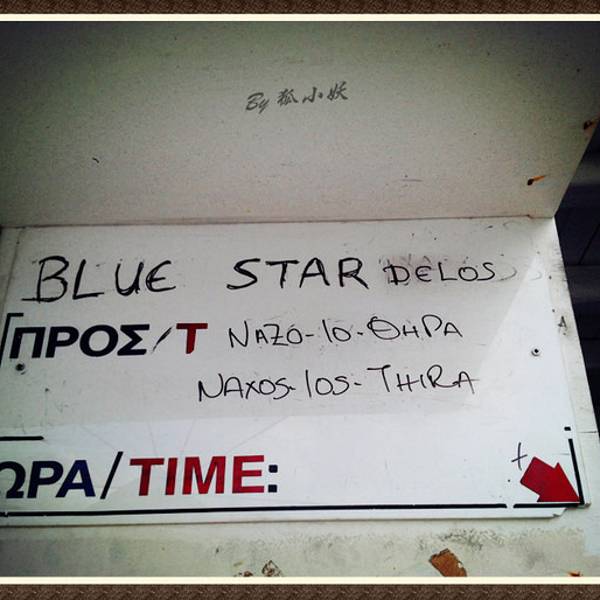 By 狐小妖
BLUE STAR DELOS
ΠΡΟΣ/T ΝΑΞΟ-ΙΟ-ΘΗΡΑ
NAXOS-IOS-THIRA
ΩΡΑ/TIME: